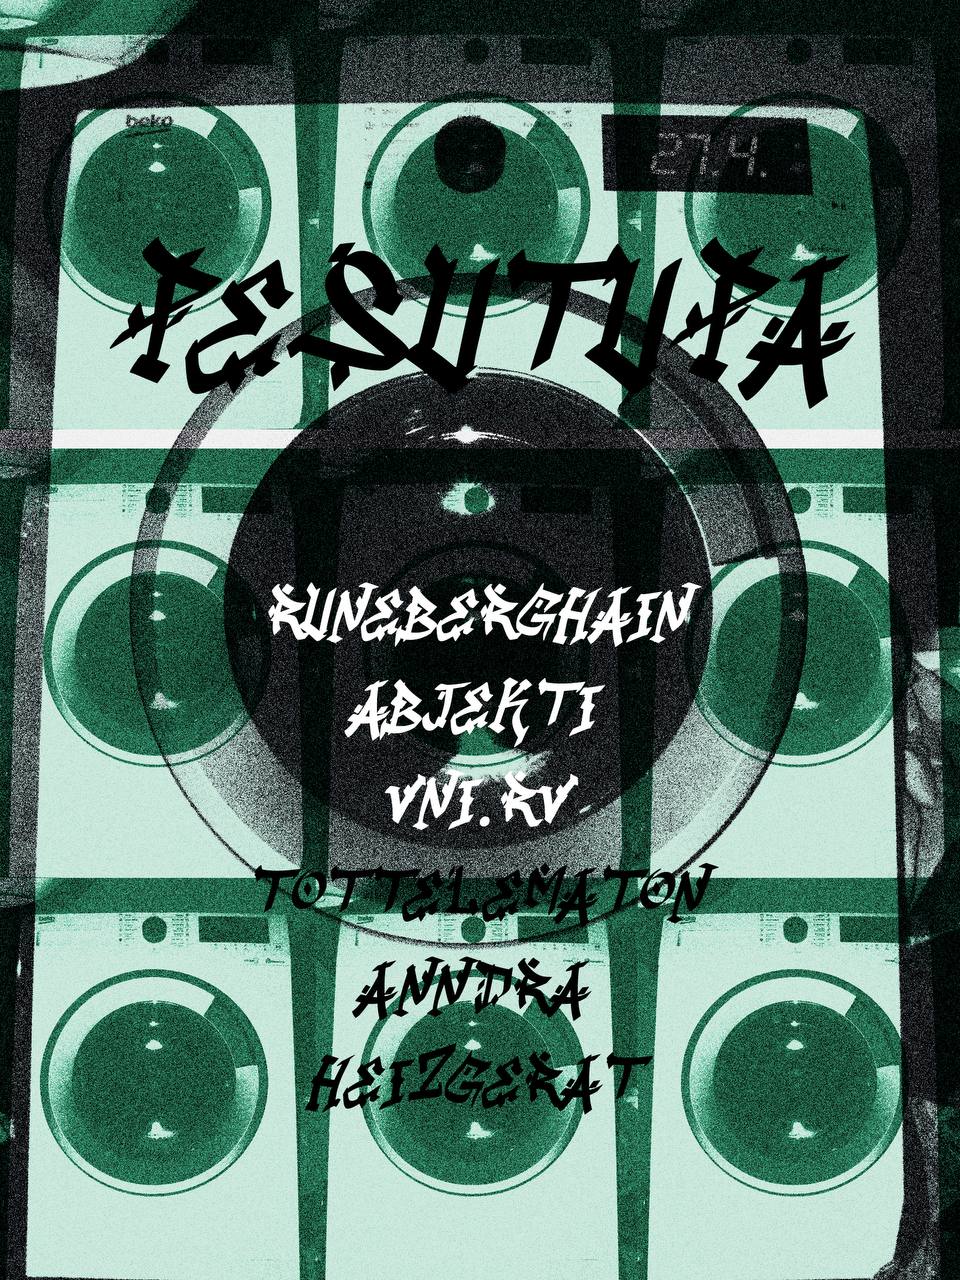 beko
27.4.
PESUTUPA
RUNEBERGHAIN
ABJEKTI
VNI.RV
TOTTELEMATON
ANNDRA
HEIZGERAT